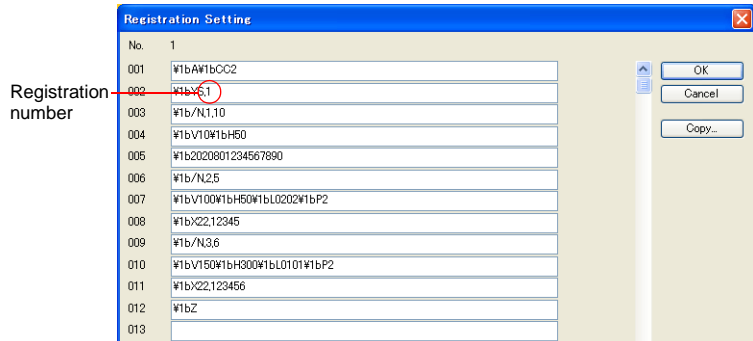 Registration Setting
No. 1
001 ¥1bA¥1bCC2 OK
Registration number
002 ¥1bYS,1 Cancel
003 ¥1b/N,1,10
004 ¥1bV10¥1bH50 Copy...
005 ¥1b2020801234567890
006 ¥1b/N,2,5
007 ¥1bV100¥1bH50¥1bL0202¥1bP2
008 ¥1bX22,12345
009 ¥1b/N,3,6
010 ¥1bV150¥1bH300¥1bL0101¥1bP2
011 ¥1bX22,123456
012 ¥1bZ
013